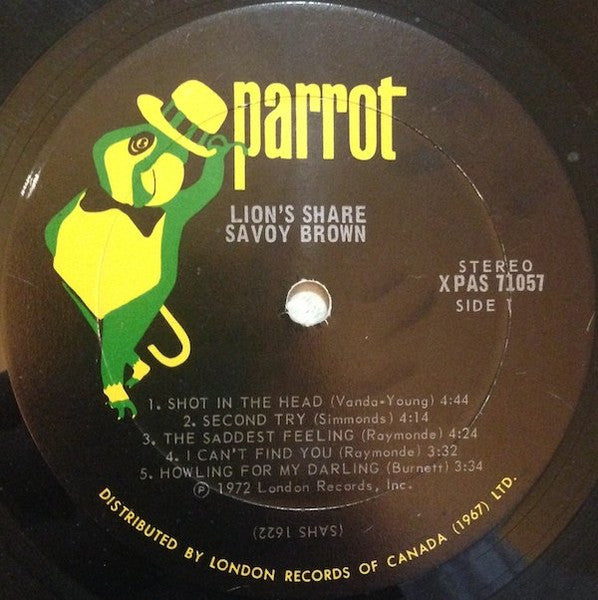 parrot
LION'S SHARE
SAVOY BROWN
STEREO
XPAS 71057
SIDE 1
1. SHOT IN THE HEAD (Vanda-Young) 4:44
2. SECOND TRY (Simmonds) 4:14
3. THE SADDEST FEELING (Raymonde) 4:24
4. I CAN'T FIND YOU (Raymonde) 3:32
5. HOWLING FOR MY DARLING (Burnett) 3:34
Ⓟ 1972 London Records, Inc.
(SAHS 1622)
DISTRIBUTED BY LONDON RECORDS OF CANADA (1967) LTD.